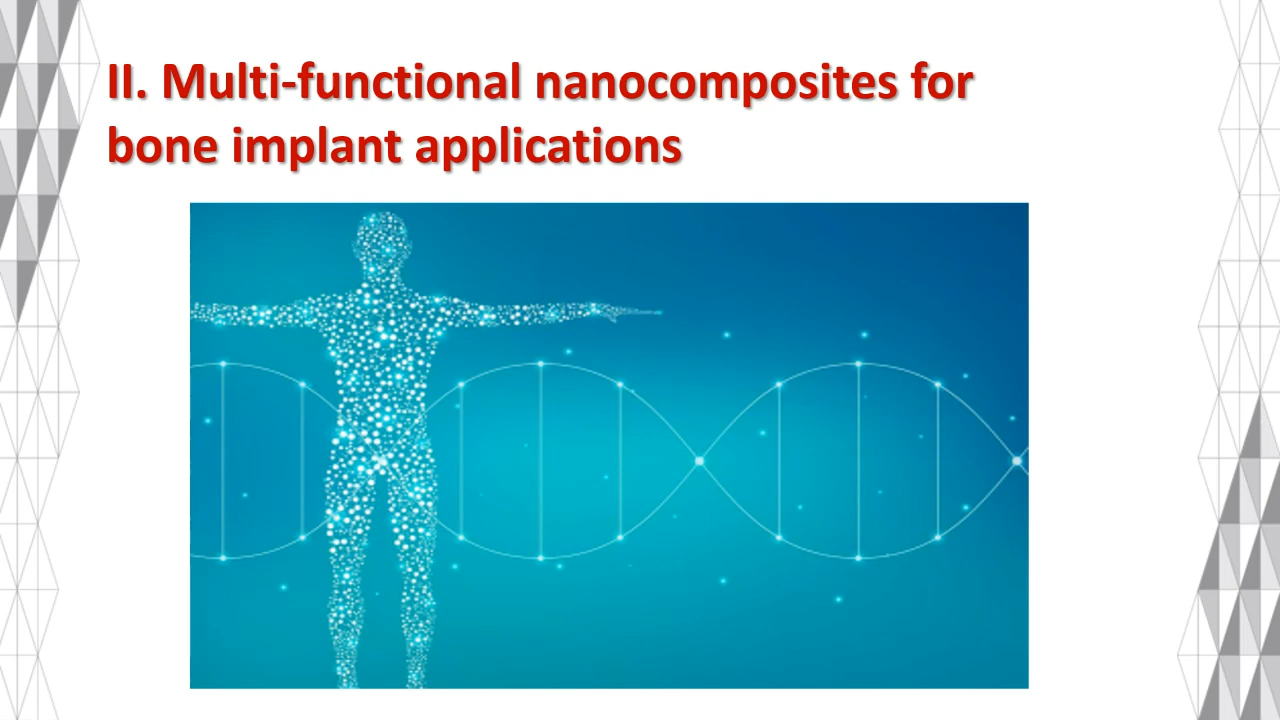 II. Multi-functional nanocomposites for
bone implant applications